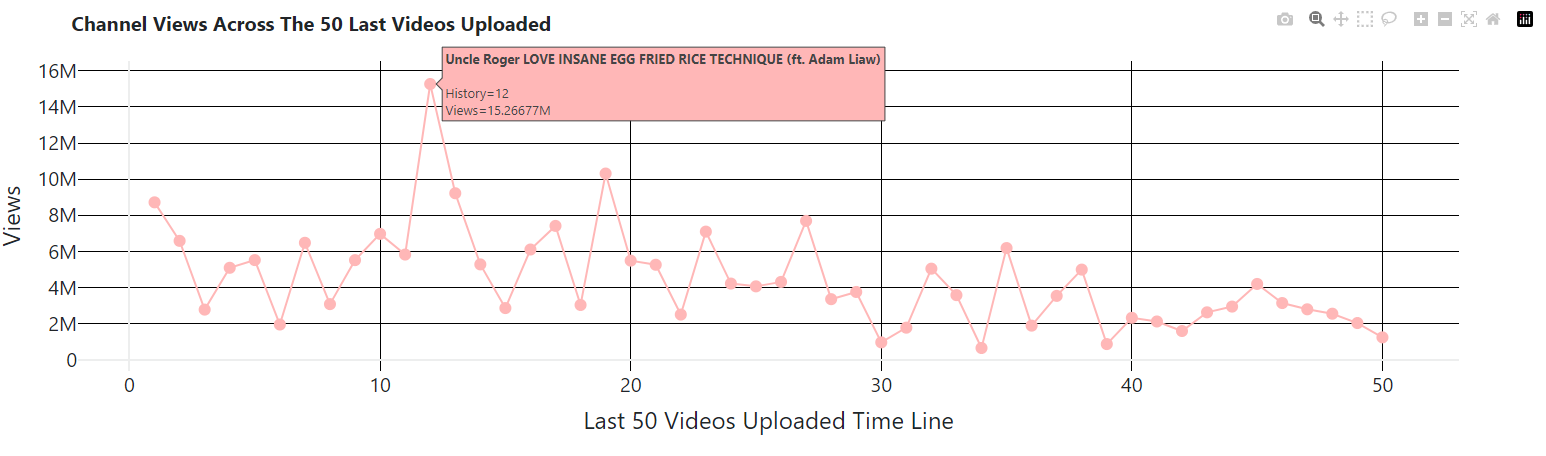 Channel Views Across The 50 Last Videos Uploaded
Uncle Roger LOVE INSANE EGG FRIED RICE TECHNIQUE (ft. Adam Liaw)
History=12
Views=15.26677M
16M
14M
12M
10M
8M
6M
4M
2M
0
Views
0 10 20 30 40 50
Last 50 Videos Uploaded Time Line